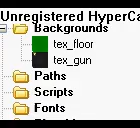 Unregistered HyperCa
Backgrounds
tex_floor
tex_gun
Paths
Scripts
Fonts